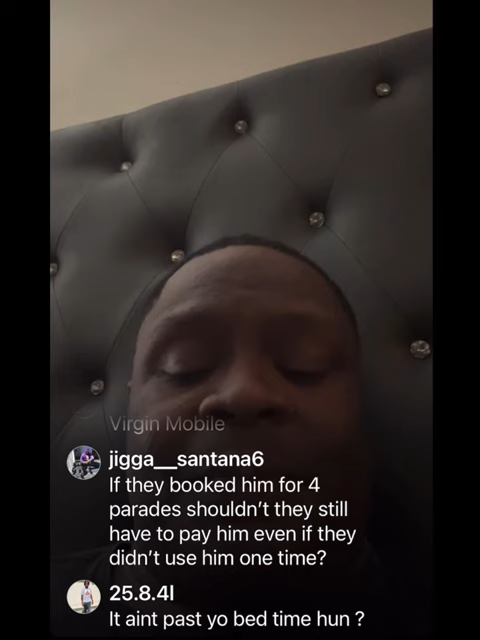 Virgin Mobile
jigga__santana6
If they booked him for 4
parades shouldn't they still
have to pay him even if they
didn't use him one time?
25.8.4l
It aint past yo bed time hun ?